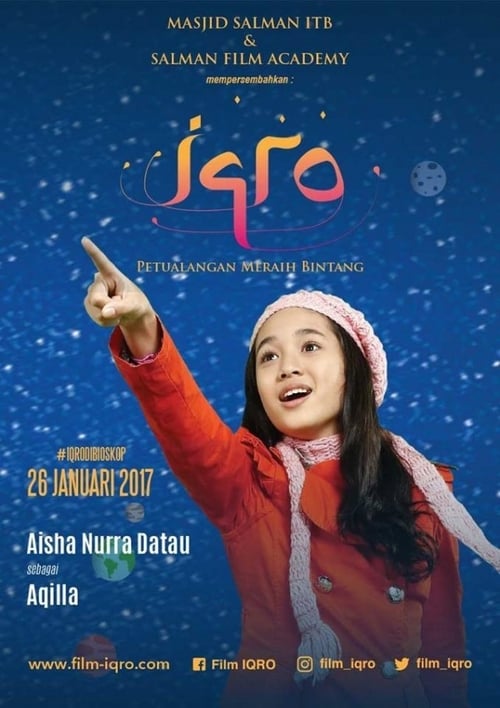 MASJID SALMAN ITB
&
SALMAN FILM ACADEMY
mempersembahkan :
iqro
PETUALANGAN MERAIH BINTANG
#IQRODIBIOSKOP
26 JANUARI 2017
Aisha Nurra Datau
sebagai
Aqilla
www.film-iqro.com Film IQRO film_iqro film_iqro